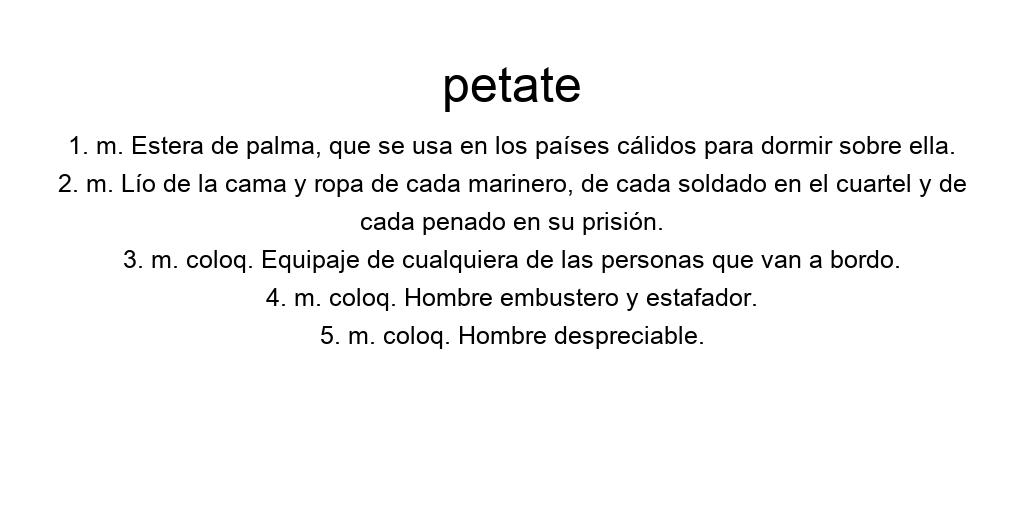 petate
1. m. Estera de palma, que se usa en los países cálidos para dormir sobre ella.
2. m. Lío de la cama y ropa de cada marinero, de cada soldado en el cuartel y de
cada penado en su prisión.
3. m. coloq. Equipaje de cualquiera de las personas que van a bordo.
4. m. coloq. Hombre embustero y estafador.
5. m. coloq. Hombre despreciable.